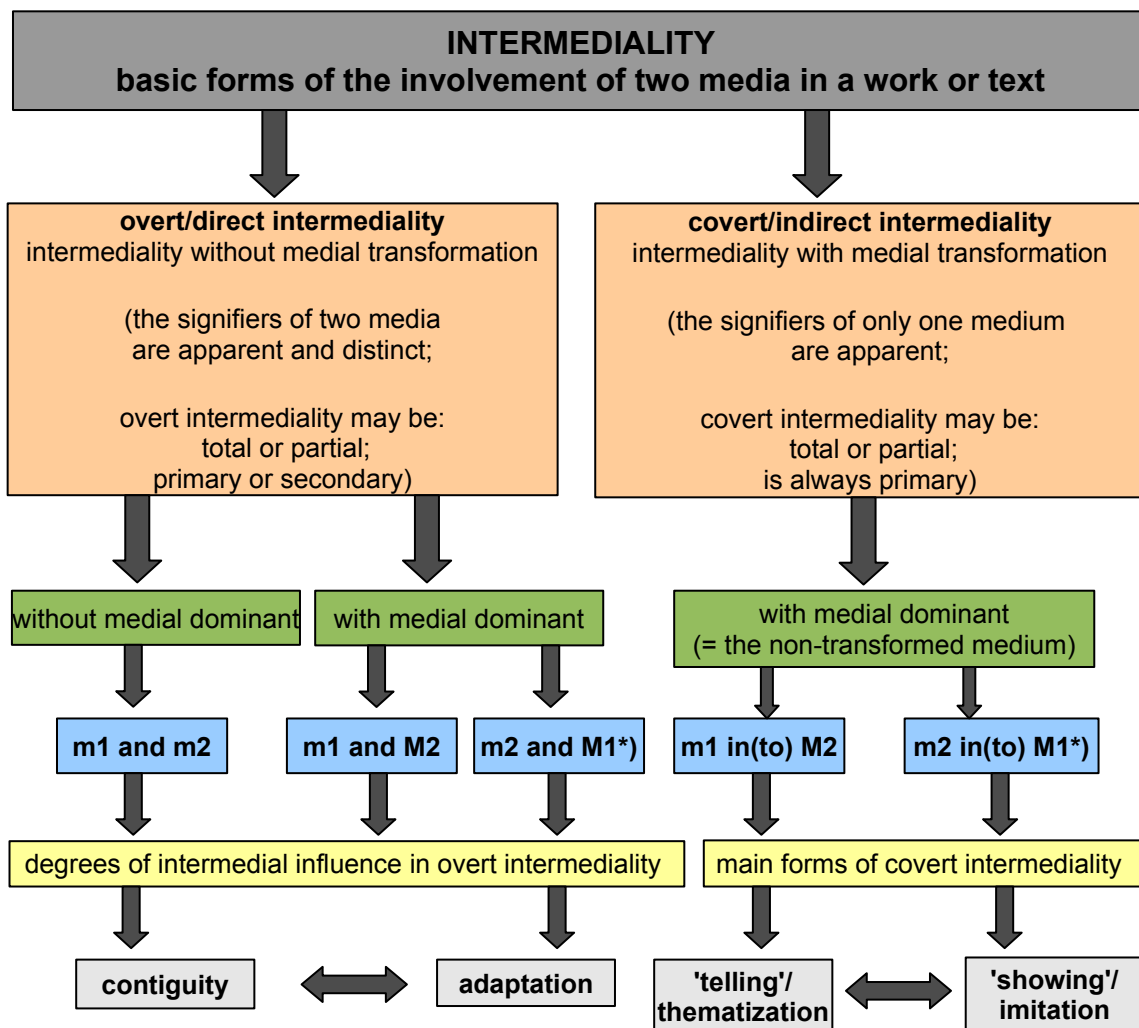 INTERMEDIALITY
basic forms of the involvement of two media in a work or text
overt/direct intermediality
intermediality without medial transformation
(the signifiers of two media
are apparent and distinct;
overt intermediality may be:
total or partial;
primary or secondary)
covert/indirect intermediality
intermediality with medial transformation
(the signifiers of only one medium
are apparent;
covert intermediality may be:
total or partial;
is always primary)
without medial dominant
with medial dominant
with medial dominant
(= the non-transformed medium)
m1 and m2
m1 and M2
m2 and M1*)
m1 in(to) M2
m2 in(to) M1*)
degrees of intermedial influence in overt intermediality
main forms of covert intermediality
contiguity
adaptation
'telling'/
thematization
'showing'/
imitation